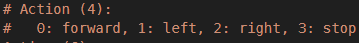 # Action (4):
#   0: forward, 1: left, 2: right, 3: stop